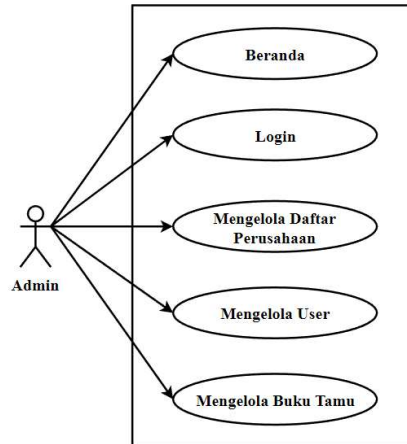 Beranda
Login
Mengelola Daftar
Perusahaan
Admin
Mengelola User
Mengelola Buku Tamu